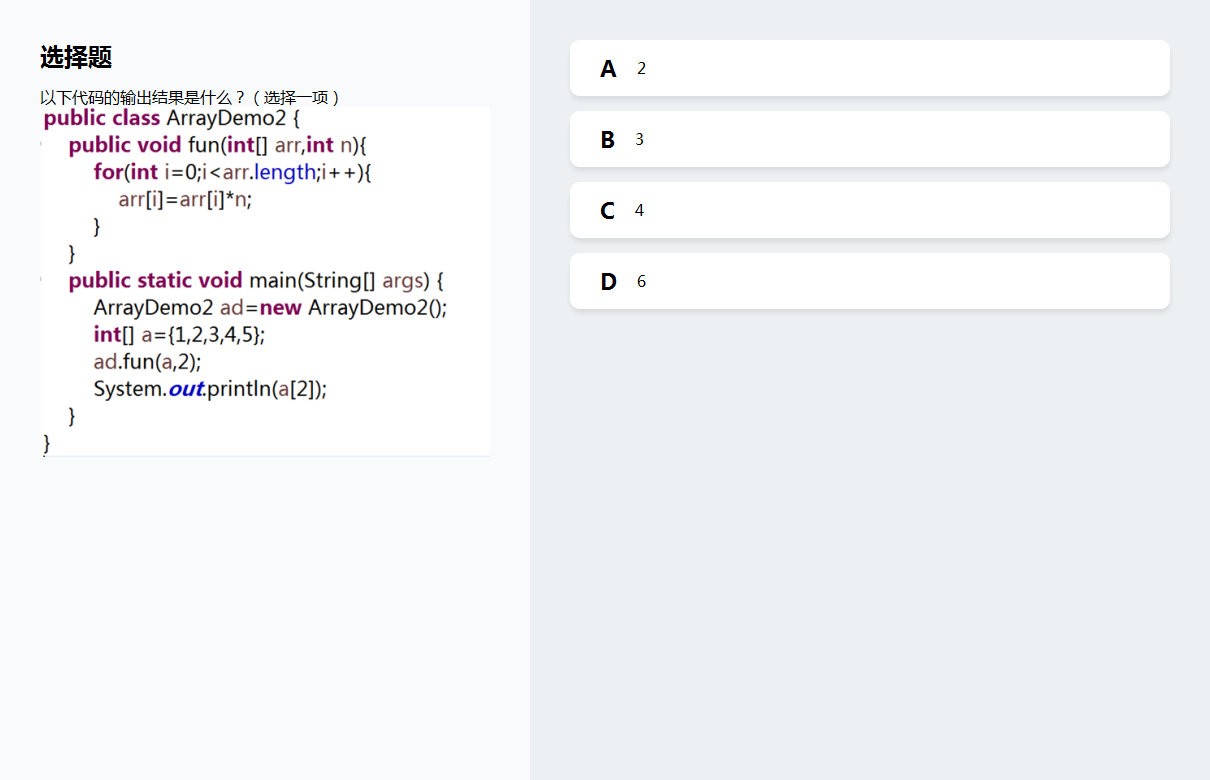 选择题
以下代码的输出结果是什么？（选择一项）
public class ArrayDemo2 {
public void fun(int[] arr,int n){
for(int i=0;i<arr.length;i++){
arr[i]=arr[i]*n;
}
}
public static void main(String[] args) {
ArrayDemo2 ad=new ArrayDemo2();
int[] a={1,2,3,4,5};
ad.fun(a,2);
System.out.println(a[2]);
}
}
A 2
B 3
C 4
D 6